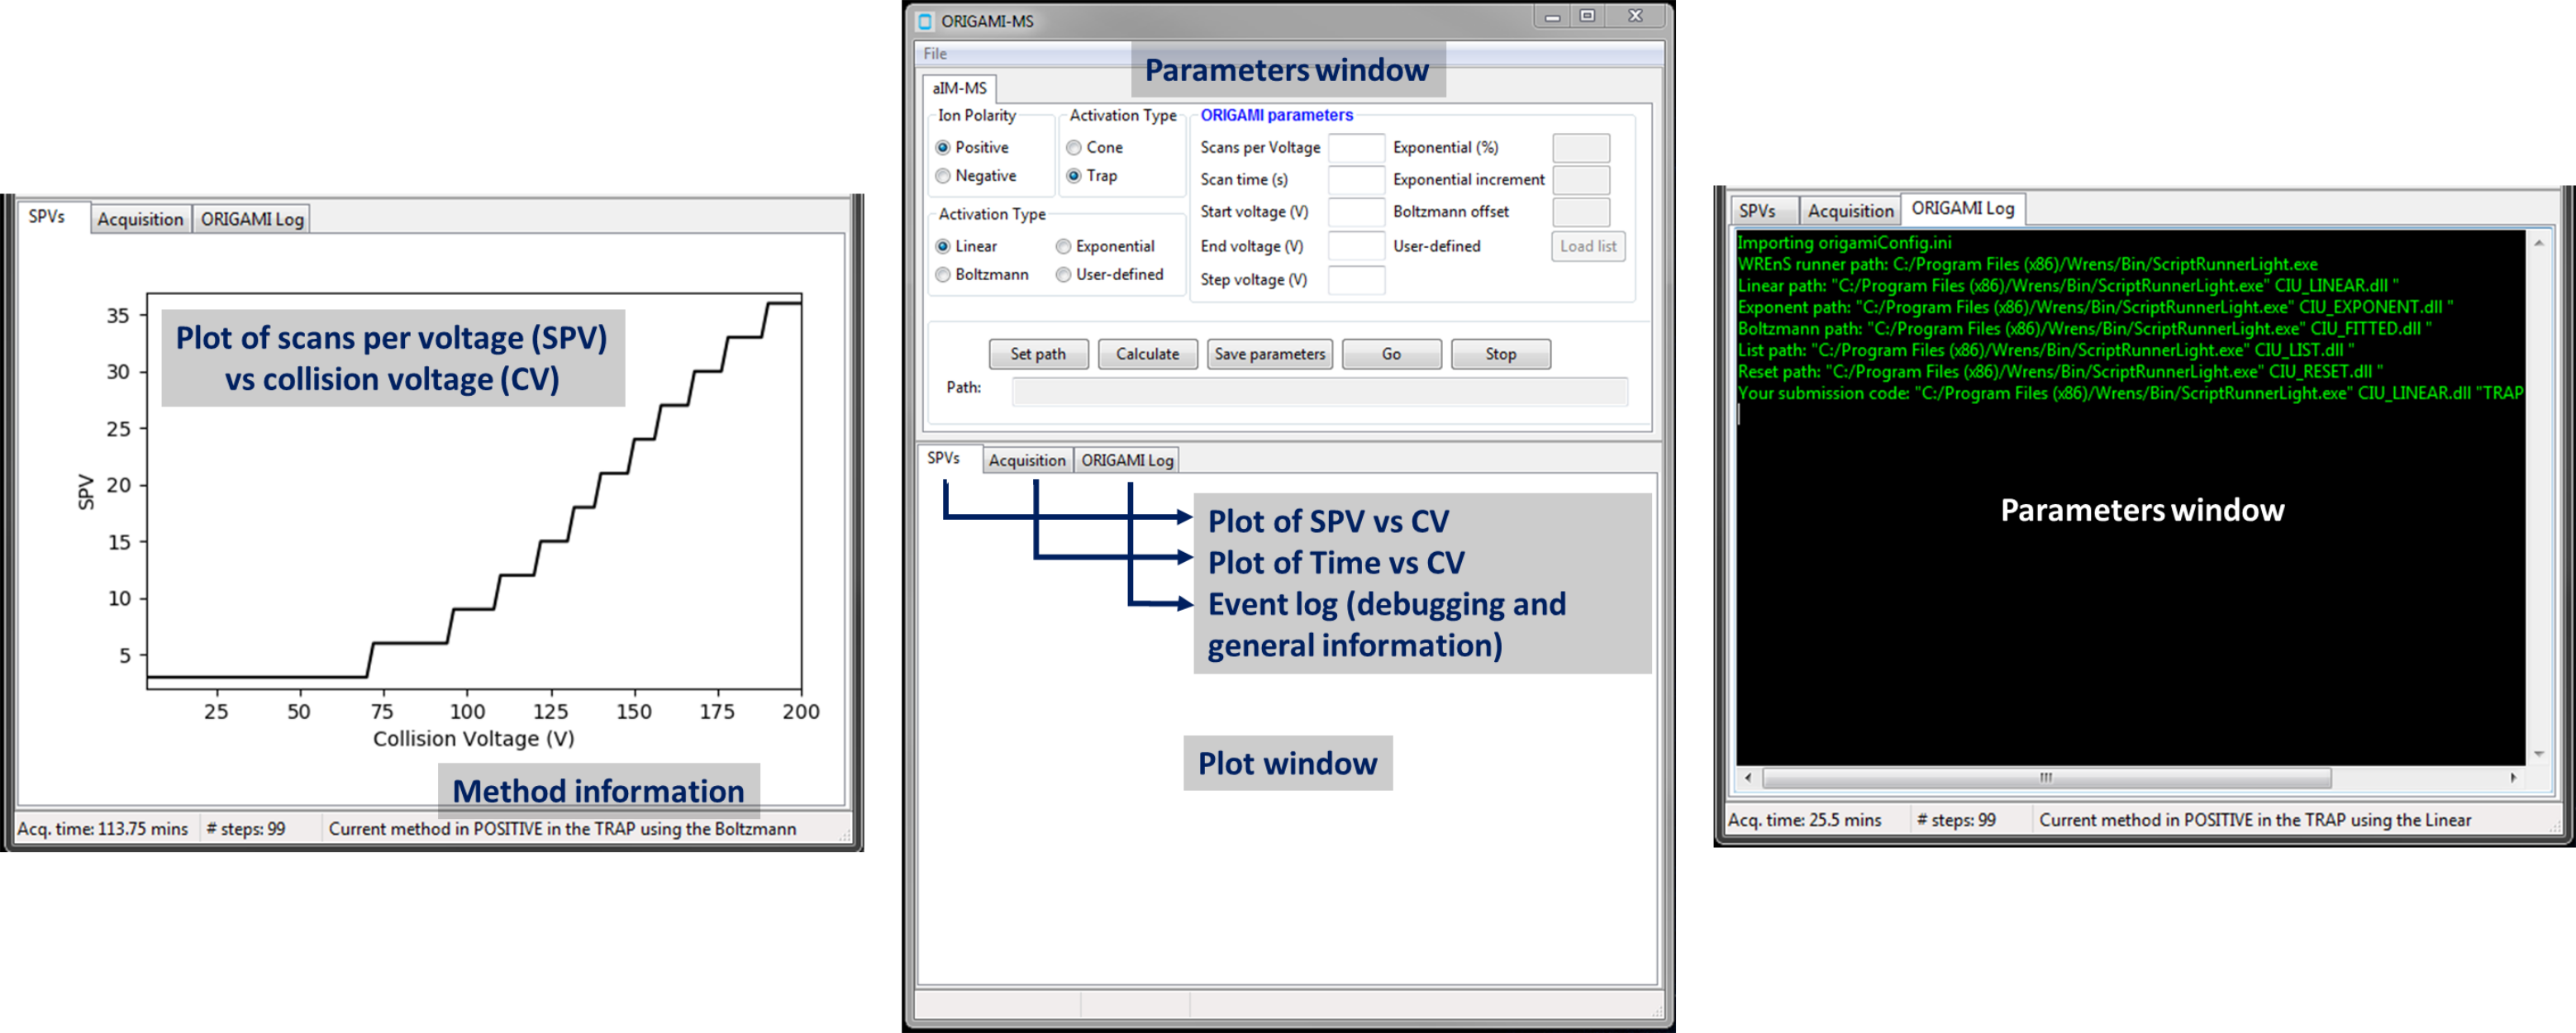 SPVs Acquisition ORIGAMI Log
Plot of scans per voltage (SPV)
vs collision voltage (CV)
35
30
25
20
15
10
5
SPV
25 50 75 100 125 150 175 200
Collision Voltage (V)
Method information
Acq. time: 113.75 mins # steps: 99 Current method in POSITIVE in the TRAP using the Boltzmann
ORIGAMI-MS
File
Parameters window
aIM-MS
Ion Polarity
Positive
Negative
Activation Type
Cone
Trap
Activation Type
Linear Exponential
Boltzmann User-defined
ORIGAMI parameters
Scans per Voltage Exponential (%)
Scan time (s) Exponential increment
Start voltage (V) Boltzmann offset
End voltage (V) User-defined Load list
Step voltage (V)
Set path Calculate Save parameters Go Stop
Path:
SPVs Acquisition ORIGAMI Log
Plot of SPV vs CV
Plot of Time vs CV
Event log (debugging and
general information)
Plot window
SPVs Acquisition ORIGAMI Log
Importing origamiConfig.ini
WREnS runner path: C:/Program Files (x86)/Wrens/Bin/ScriptRunnerLight.exe
Linear path: "C:/Program Files (x86)/Wrens/Bin/ScriptRunnerLight.exe" CIU_LINEAR.dll "
Exponent path: "C:/Program Files (x86)/Wrens/Bin/ScriptRunnerLight.exe" CIU_EXPONENT.dll "
Boltzmann path: "C:/Program Files (x86)/Wrens/Bin/ScriptRunnerLight.exe" CIU_FITTED.dll "
List path: "C:/Program Files (x86)/Wrens/Bin/ScriptRunnerLight.exe" CIU_LIST.dll "
Reset path: "C:/Program Files (x86)/Wrens/Bin/ScriptRunnerLight.exe" CIU_RESET.dll "
Your submission code: "C:/Program Files (x86)/Wrens/Bin/ScriptRunnerLight.exe" CIU_LINEAR.dll "TRAP
Parameters window
Acq. time: 25.5 mins # steps: 99 Current method in POSITIVE in the TRAP using the Linear